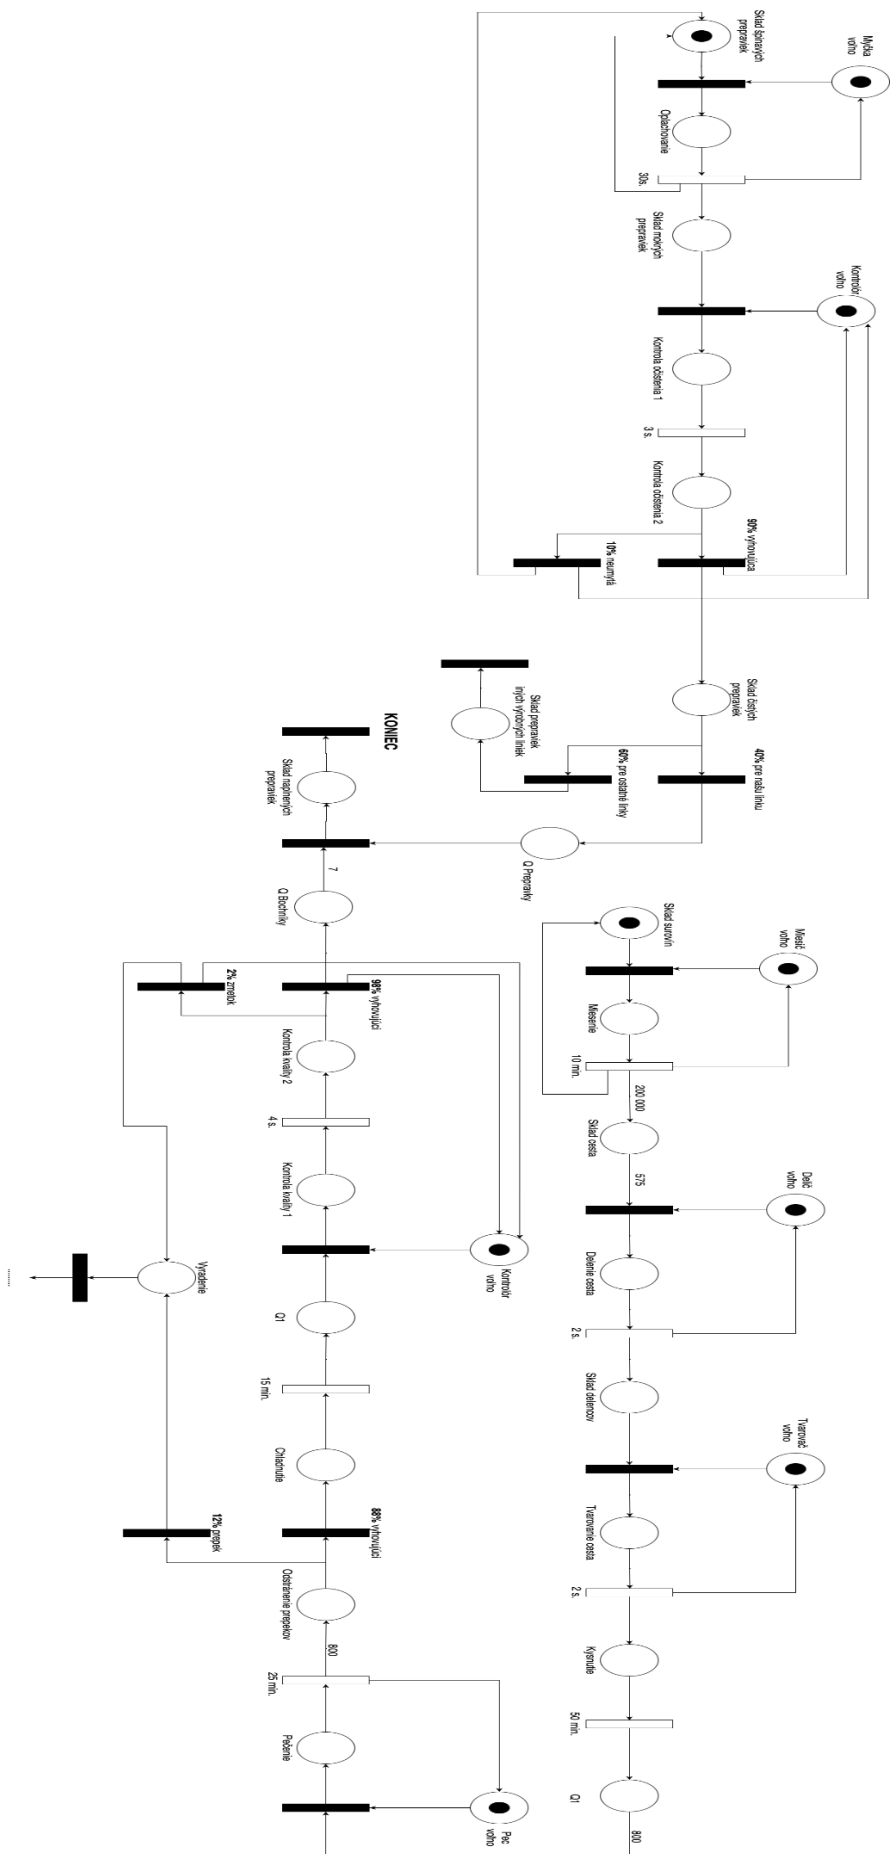 Myčka
voľno
Sklad špinavých
prepraviek
Oplachovanie
30s.
Sklad mokrých
prepraviek
Kontrolór
voľno
Kontrola očistenia 1
3 s.
Kontrola očistenia 2
90% vyhovujúca
10% neumytá
Sklad čistých
prepraviek
40% pre našu linku
60% pre ostatné linky
Sklad prepraviek
iných výrobných liniek
Q Prepravky
KONIEC
Sklad naplnených
prepraviek
7
Q Bochníky
98% vyhovujúci
2% zmetok
Kontrola kvality 2
4 s.
Kontrola kvality 1
Kontrolór
voľno
Q1
15 min.
Chladnutie
88% vyhovujúci
12% prepek
Vyradenie
........
Odstránenie prepekov
800
25 min.
Pečenie
Pec
voľno
Miesič
voľno
Sklad surovín
Miesenie
10 min.
200 000
Sklad cesta
575
Delič
voľno
Delenie cesta
2 s.
Sklad delencov
Tvarovač
voľno
Tvarovanie cesta
2 s.
Kysnutie
50 min.
Q1
800